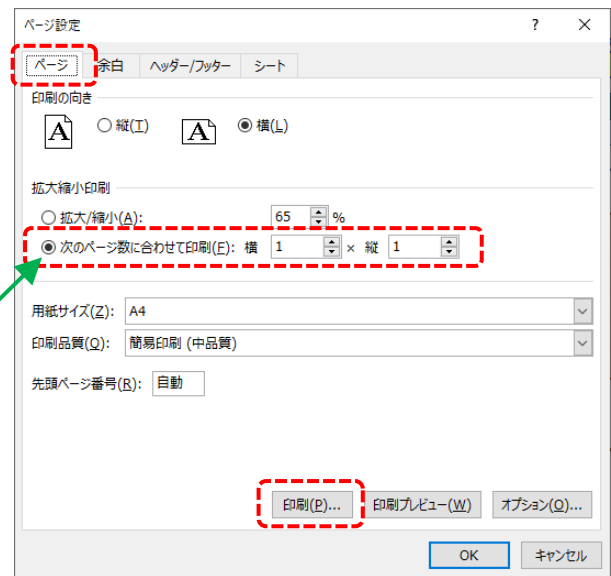 ページ設定 ? ×
ページ 余白 ヘッダー/フッター シート
印刷の向き
A 縦(T) A 横(L)
拡大縮小印刷
拡大/縮小(A): 65 %
次のページ数に合わせて印刷(F): 横 1 × 縦 1
用紙サイズ(Z): A4
印刷品質(Q): 簡易印刷 (中品質)
先頭ページ番号(R): 自動
印刷(P)... 印刷プレビュー(W) オプション(O)...
OK キャンセル